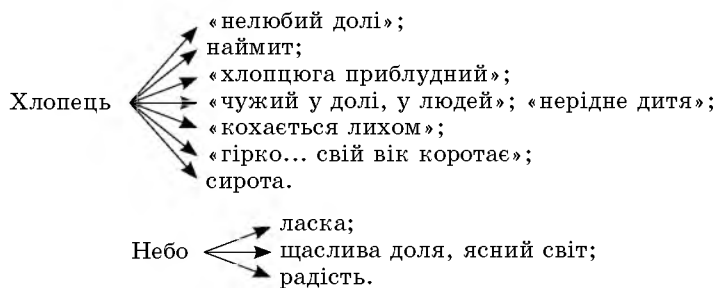 «нелюбий долі»;
наймит;
«хлопцюга приблудний»;
Хлопець «чужий у долі, у людей»; «нерідне дитя»;
«кохається лихом»;
«гірко... свій вік коротає»;
сирота.
ласка;
Небо щаслива доля, ясний світ;
радість.